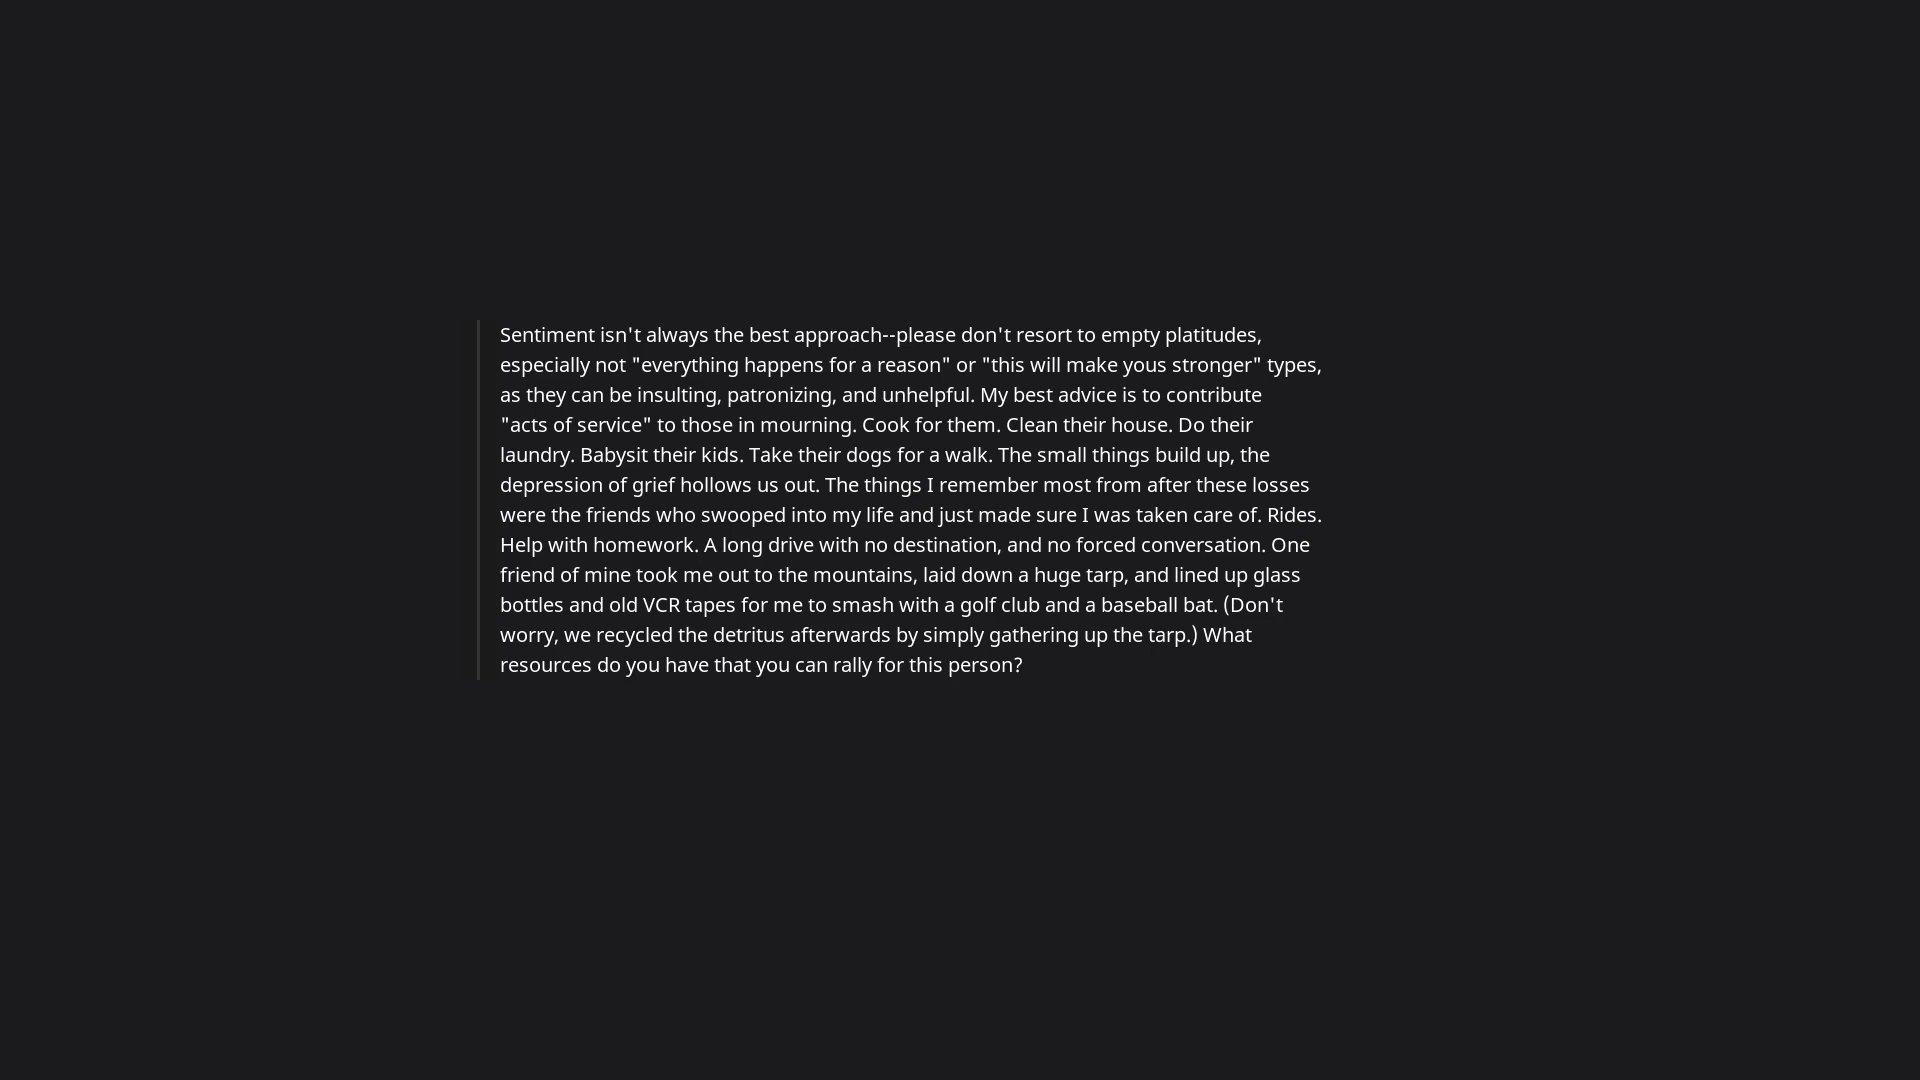 Sentiment isn't always the best approach--please don't resort to empty platitudes,
especially not "everything happens for a reason" or "this will make yous stronger" types,
as they can be insulting, patronizing, and unhelpful. My best advice is to contribute
"acts of service" to those in mourning. Cook for them. Clean their house. Do their
laundry. Babysit their kids. Take their dogs for a walk. The small things build up, the
depression of grief hollows us out. The things I remember most from after these losses
were the friends who swooped into my life and just made sure I was taken care of. Rides.
Help with homework. A long drive with no destination, and no forced conversation. One
friend of mine took me out to the mountains, laid down a huge tarp, and lined up glass
bottles and old VCR tapes for me to smash with a golf club and a baseball bat. (Don't
worry, we recycled the detritus afterwards by simply gathering up the tarp.) What
resources do you have that you can rally for this person?